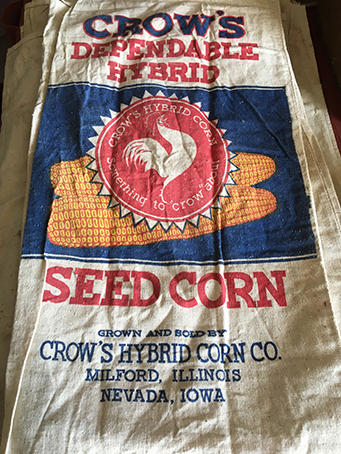 CROW'S
DEPENDABLE
HYBRID
CROW'S HYBRID CORN
Something to "crow" about
SEED CORN
GROWN AND SOLD BY
CROW'S HYBRID CORN CO.
MILFORD, ILLINOIS
NEVADA, IOWA